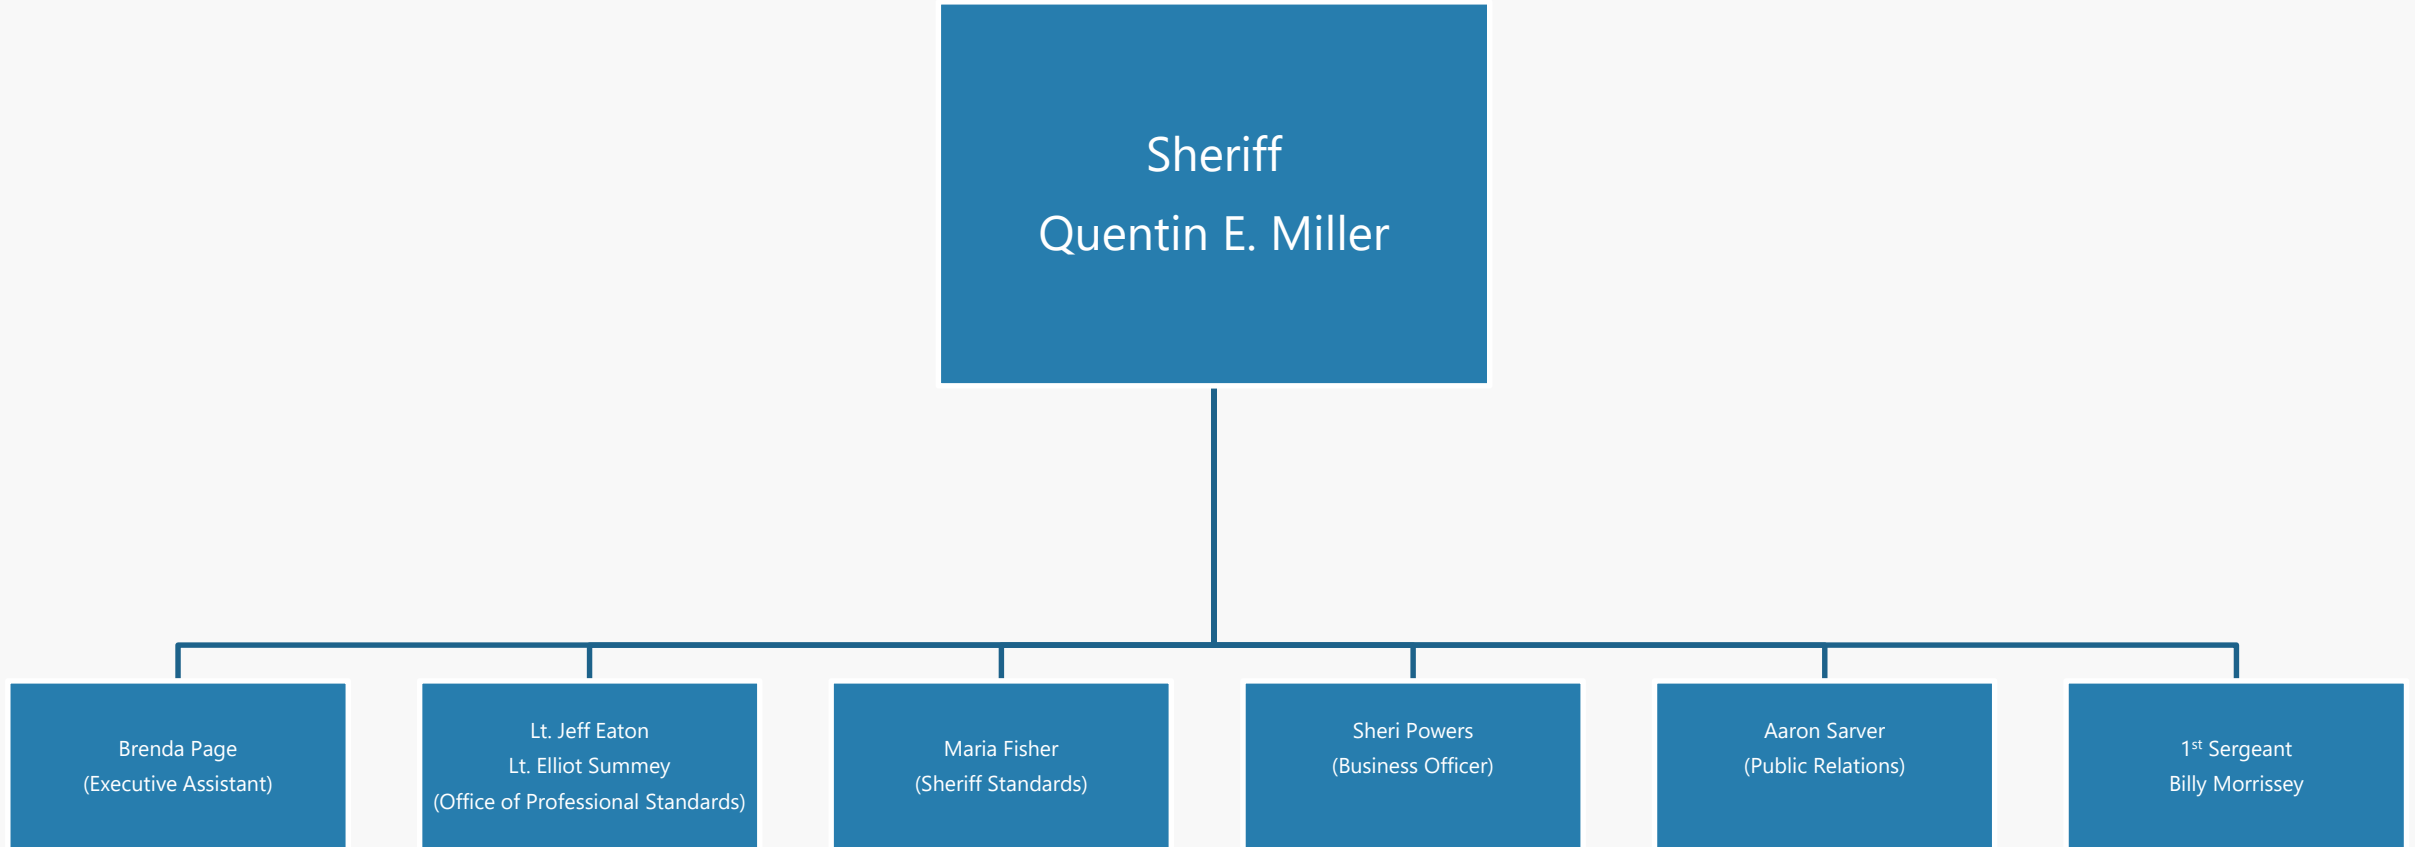 Sheriff
Quentin E. Miller
Brenda Page
(Executive Assistant)
Lt. Jeff Eaton
Lt. Elliot Summey
(Office of Professional Standards)
Maria Fisher
(Sheriff Standards)
Sheri Powers
(Business Officer)
Aaron Sarver
(Public Relations)
1st Sergeant
Billy Morrissey